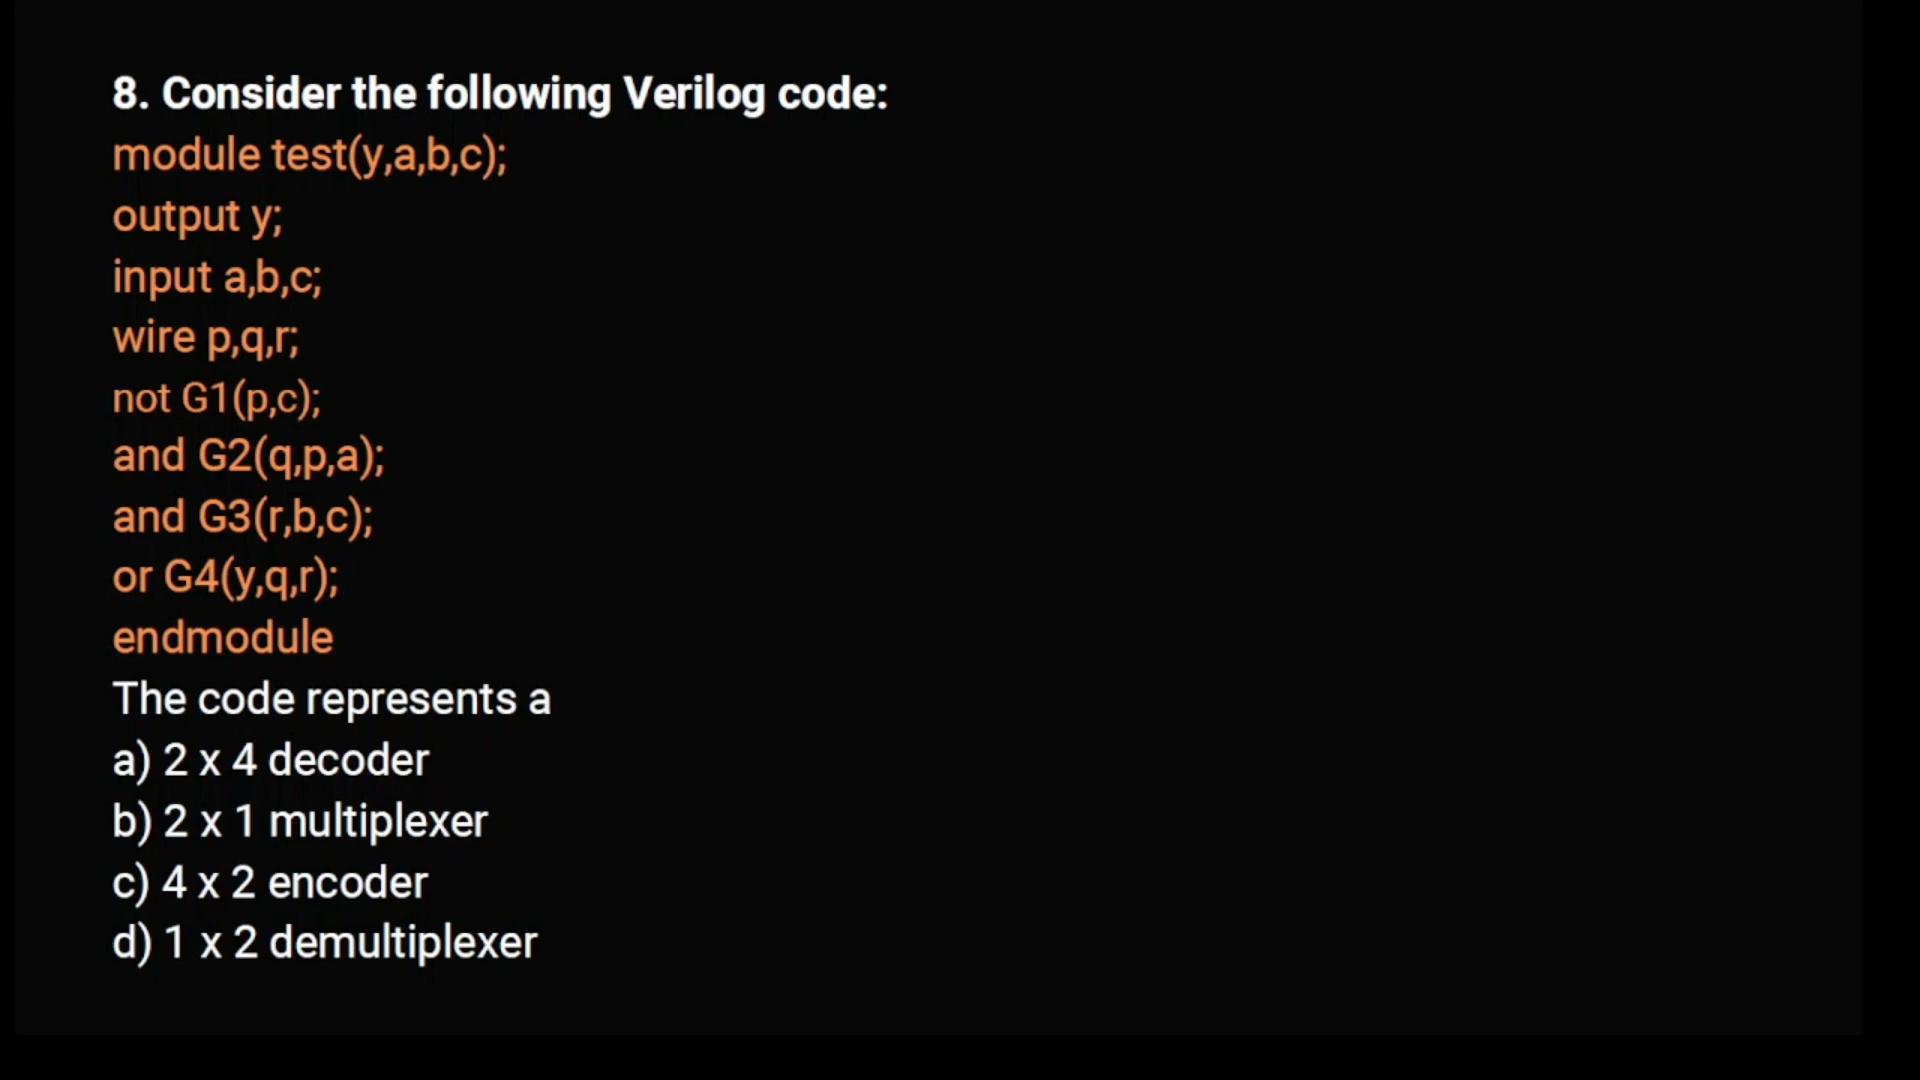 8. Consider the following Verilog code:
module test(y,a,b,c);
output y;
input a,b,c;
wire p,q,r;
not G1(p,c);
and G2(q,p,a);
and G3(r,b,c);
or G4(y,q,r);
endmodule
The code represents a
a) 2 x 4 decoder
b) 2 x 1 multiplexer
c) 4 x 2 encoder
d) 1 x 2 demultiplexer